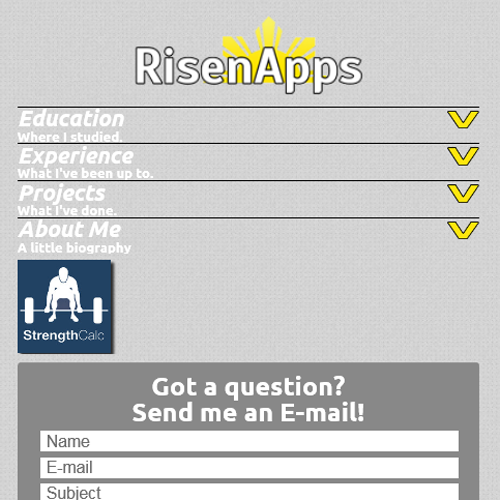 RisenApps
Education
Where I studied.
Experience
What I've been up to.
Projects
What I've done.
About Me
A little biography
StrengthCalc
Got a question?
Send me an E-mail!
Name
E-mail
Subject